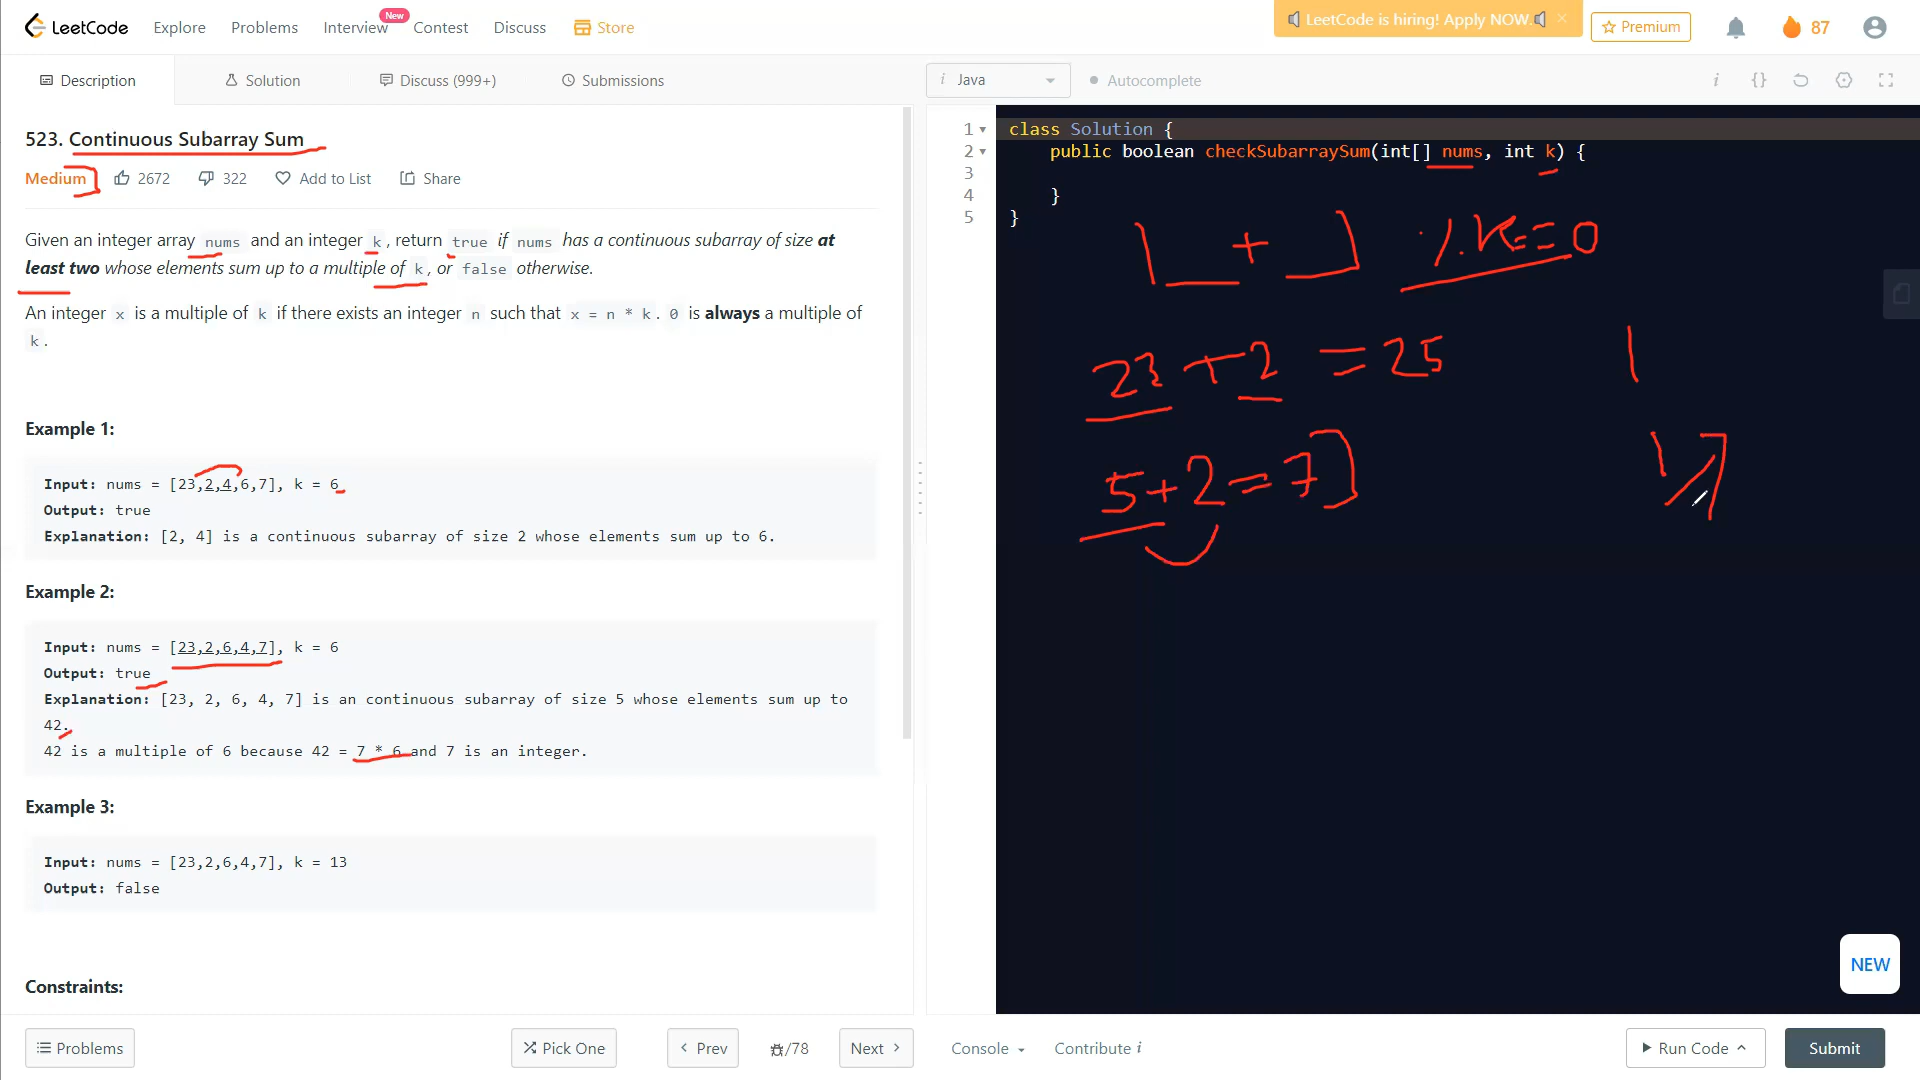 LeetCode Explore Problems Interview New Contest Discuss Store LeetCode is hiring! Apply NOW. × Premium 87
Description Solution Discuss (999+) Submissions
i Java Autocomplete i {}
523. Continuous Subarray Sum
Medium 2672 322 Add to List Share
Given an integer array nums and an integer k, return true if nums has a continuous subarray of size at
least two whose elements sum up to a multiple of k, or false otherwise.
An integer x is a multiple of k if there exists an integer n such that x = n * k. 0 is always a multiple of
k.
Example 1:
Input: nums = [23,2,4,6,7], k = 6
Output: true
Explanation: [2, 4] is a continuous subarray of size 2 whose elements sum up to 6.
Example 2:
Input: nums = [23,2,6,4,7], k = 6
Output: true
Explanation: [23, 2, 6, 4, 7] is an continuous subarray of size 5 whose elements sum up to
42.
42 is a multiple of 6 because 42 = 7 * 6 and 7 is an integer.
Example 3:
Input: nums = [23,2,6,4,7], k = 13
Output: false
Constraints:
1 class Solution {
2 public boolean checkSubarraySum(int[] nums, int k) {
3
4 }
5 }
+ % K == 0
23 + 2 = 25
5 + 2 = 7
NEW
Problems Pick One < Prev /78 Next > Console Contribute i Run Code Submit